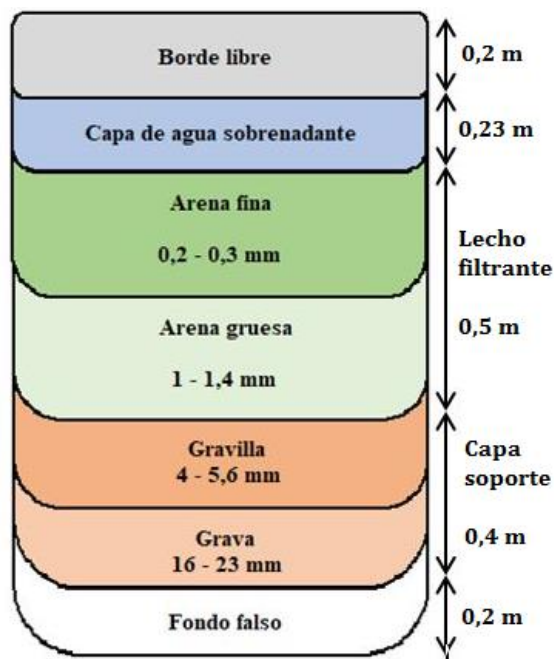 Borde libre
0,2 m
Capa de agua sobrenadante
0,23 m
Arena fina
0,2 - 0,3 mm
Lecho
filtrante
0,5 m
Arena gruesa
1 - 1,4 mm
Gravilla
4 - 5,6 mm
Capa
soporte
0,4 m
Grava
16 - 23 mm
Fondo falso
0,2 m